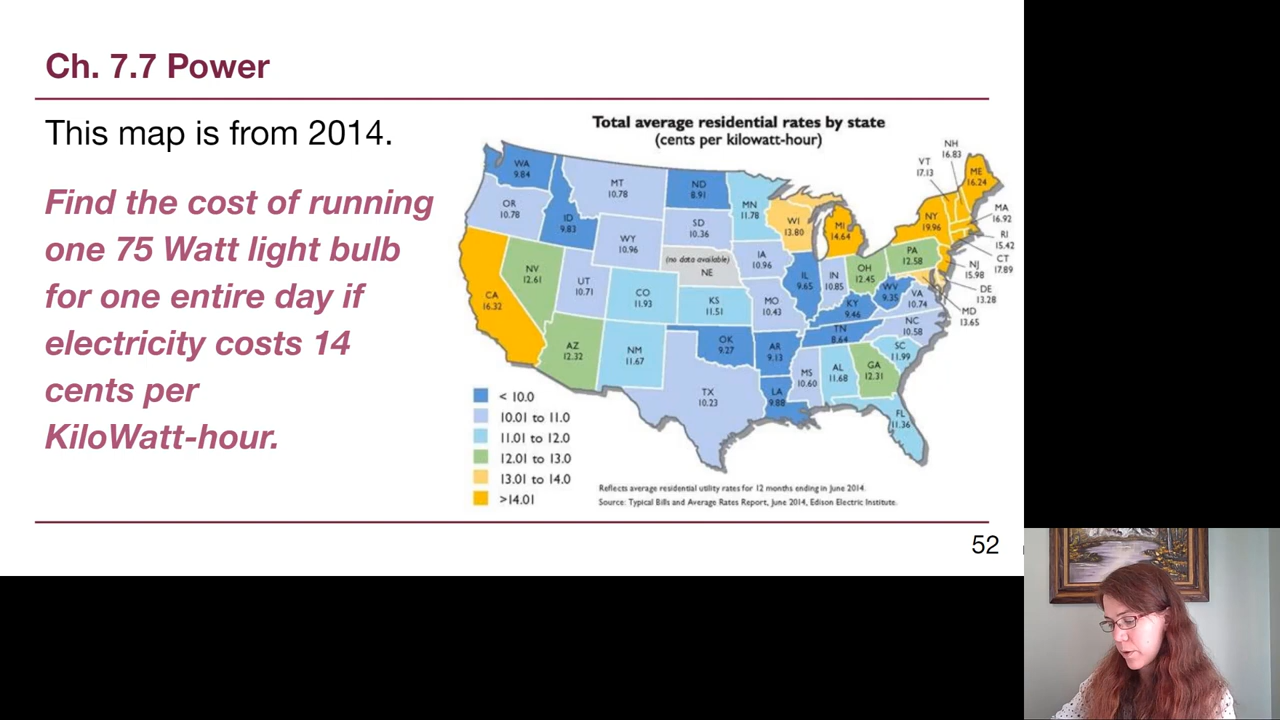 Ch. 7.7 Power
This map is from 2014.
Find the cost of running
one 75 Watt light bulb
for one entire day if
electricity costs 14
cents per
KiloWatt-hour.
Total average residential rates by state
(cents per kilowatt-hour)
WA
9.84
OR
10.78
CA
16.32
ID
9.83
NV
12.61
MT
10.78
WY
10.96
UT
10.71
AZ
12.32
CO
11.93
NM
11.67
ND
8.91
SD
10.36
(no data available)
NE
KS
11.51
OK
9.27
TX
10.23
MN
11.78
IA
10.96
MO
10.43
AR
9.13
LA
9.88
WI
13.80
IL
9.65
MI
14.64
IN
10.85
OH
12.45
KY
9.46
TN
8.64
MS
10.60
AL
11.68
GA
12.31
FL
11.36
SC
11.99
NC
10.58
VA
10.74
WV
9.35
PA
12.58
NY
19.96
VT
17.13
NH
16.83
ME
16.24
MA
16.92
RI
15.42
CT
17.89
NJ
15.98
DE
13.28
MD
13.65
< 10.0
10.01 to 11.0
11.01 to 12.0
12.01 to 13.0
13.01 to 14.0
>14.01
Reflects average residential utility rates for 12 months ending in June 2014.
Source: Typical Bills and Average Rates Report, June 2014, Edison Electric Institute.
52